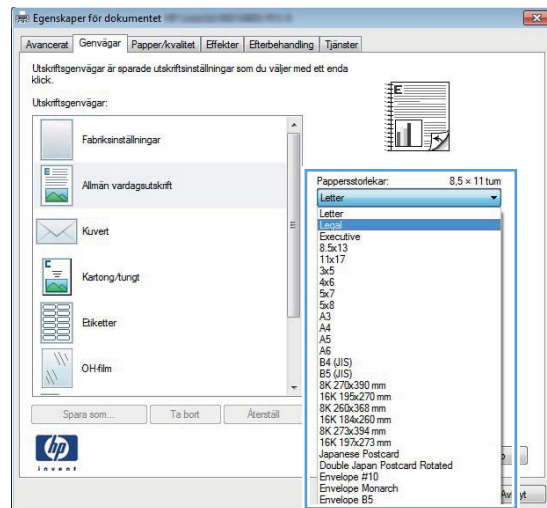 Egenskaper för dokument
Avancerat Genvägar Papper/kvalitet Effekter Efterbehandling Tjänster
Utskriftsgenvägar är sparade utskriftsinställningar som du väljer med ett enda
klick.
Utskriftsgenvägar:
Fabriksinställningar
Allmän vardagsutskrift
Kuvert
Kartong/tungt
Etiketter
OH-film
Spara som... Ta bort Återställ
hp
invent
E
E
C
Pappersstorlekar: 8,5 × 11 tum
Letter
Letter
Legal
Executive
8.5x13
11x17
3x5
4x6
5x7
5x8
A3
A4
A5
A6
B4 (JIS)
B5 (JIS)
8K 270x390 mm
16K 195x270 mm
8K 260x368 mm
16K 184x260 mm
8K 273x394 mm
16K 197x273 mm
Japanese Postcard
Double Japan Postcard Rotated
Envelope #10
Envelope Monarch
Envelope B5